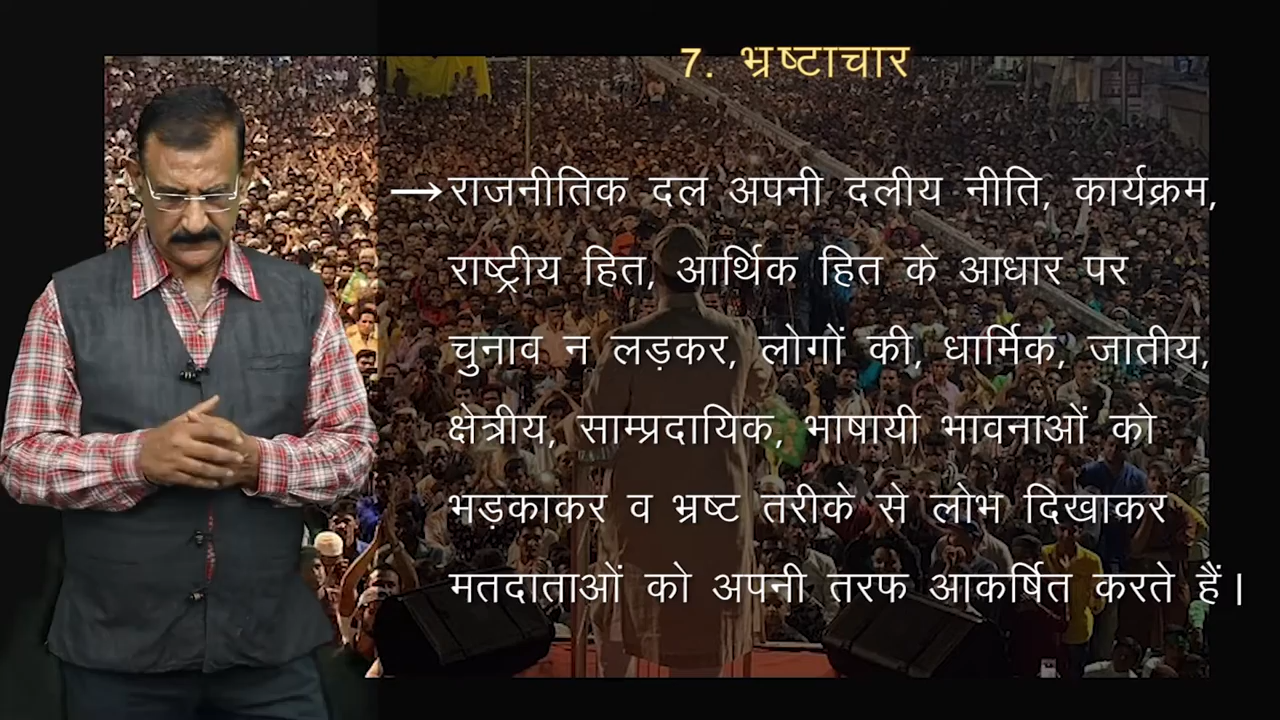 7. भ्रष्टाचार
→राजनीतिक दल अपनी दलीय नीति, कार्यक्रम,
राष्ट्रीय हित, आर्थिक हित के आधार पर
चुनाव न लड़कर, लोगों की, धार्मिक, जातीय,
क्षेत्रीय, साम्प्रदायिक, भाषायी भावनाओं को
भड़काकर व भ्रष्ट तरीके से लोभ दिखाकर
मतदाताओं को अपनी तरफ आकर्षित करते हैं।